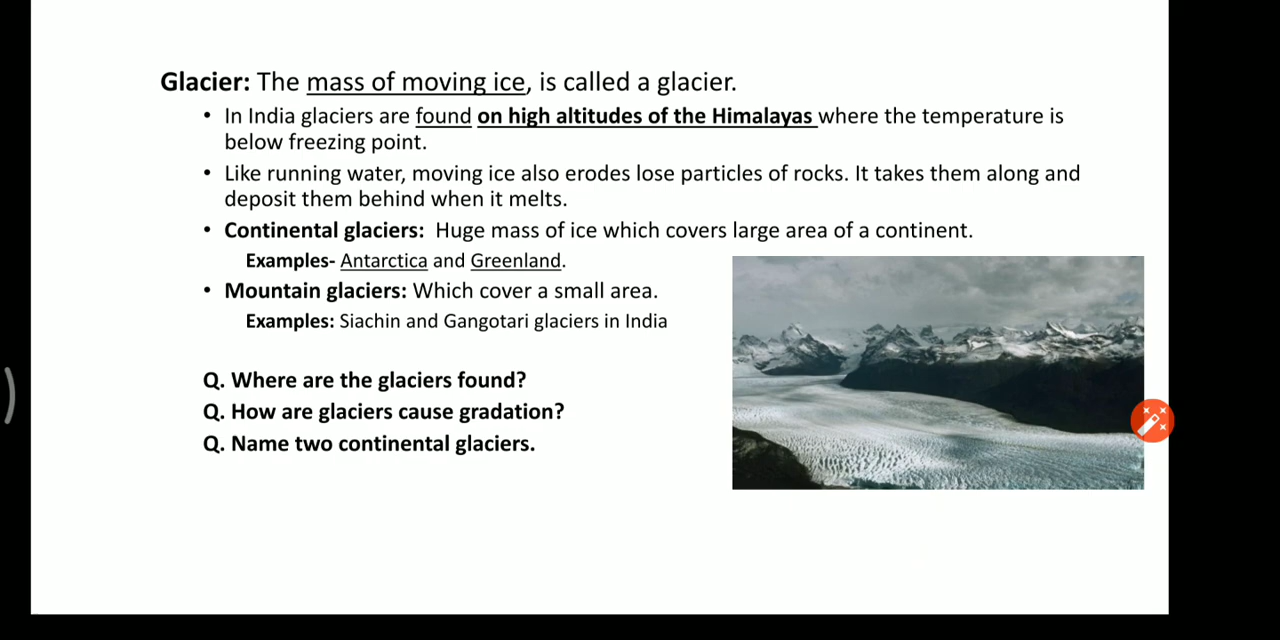 Glacier: The mass of moving ice, is called a glacier.
• In India glaciers are found on high altitudes of the Himalayas where the temperature is
below freezing point.
• Like running water, moving ice also erodes lose particles of rocks. It takes them along and
deposit them behind when it melts.
• Continental glaciers: Huge mass of ice which covers large area of a continent.
Examples- Antarctica and Greenland.
• Mountain glaciers: Which cover a small area.
Examples: Siachin and Gangotari glaciers in India
Q. Where are the glaciers found?
Q. How are glaciers cause gradation?
Q. Name two continental glaciers.